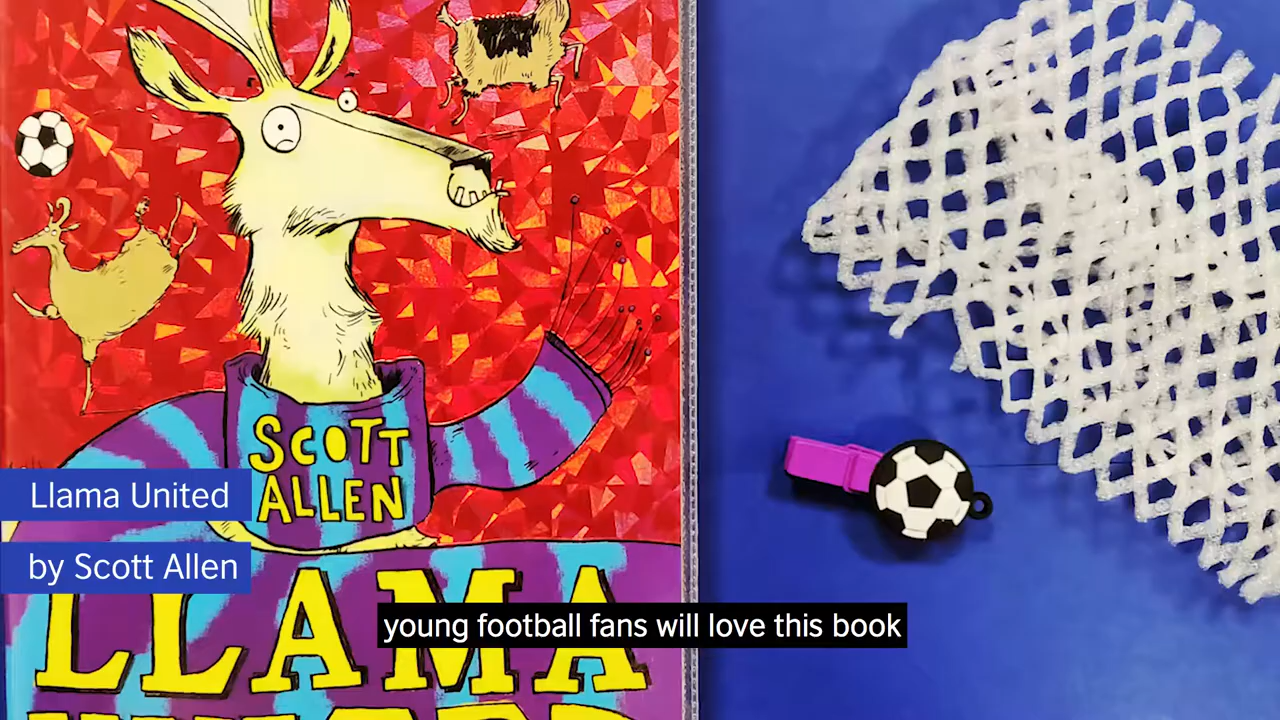 SCOTT
ALLEN
Llama United
by Scott Allen
LLAMA
young football fans will love this book